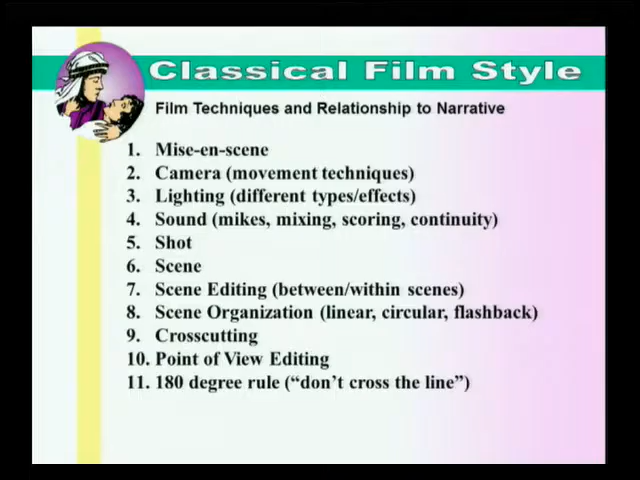 Classical Film Style
Film Techniques and Relationship to Narrative
1. Mise-en-scene
2. Camera (movement techniques)
3. Lighting (different types/effects)
4. Sound (mikes, mixing, scoring, continuity)
5. Shot
6. Scene
7. Scene Editing (between/within scenes)
8. Scene Organization (linear, circular, flashback)
9. Crosscutting
10. Point of View Editing
11. 180 degree rule (“don’t cross the line”)